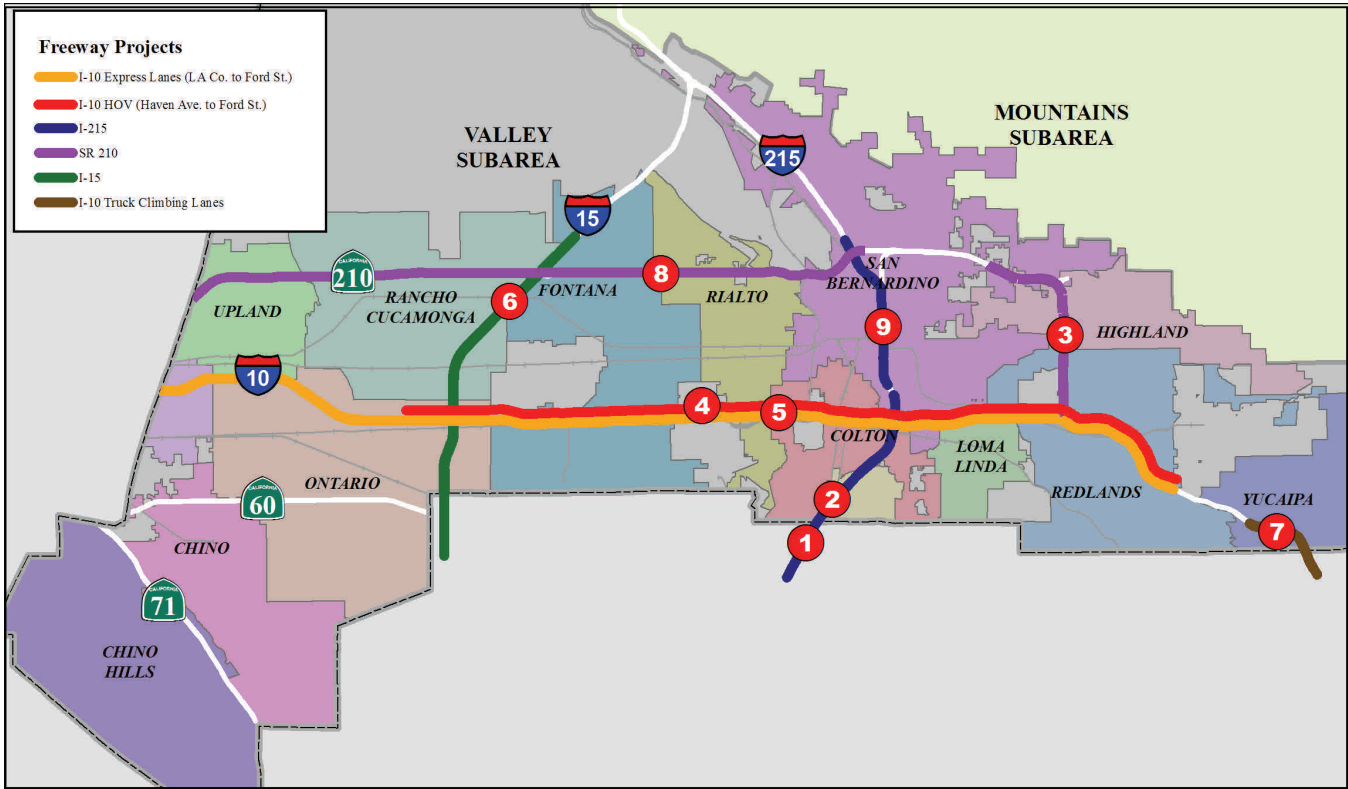 Freeway Projects
I-10 Express Lanes (LA Co. to Ford St.)
I-10 HOV (Haven Ave. to Ford St.)
I-215
SR 210
I-15
I-10 Truck Climbing Lanes
VALLEY
SUBAREA
MOUNTAINS
SUBAREA
215
15
CALIFORNIA
210
UPLAND
RANCHO
CUCAMONGA
6
FONTANA
8
RIALTO
SAN
BERNARDINO
9
3
HIGHLAND
10
4
5
COLTON
LOMA
LINDA
REDLANDS
YUCAIPA
7
ONTARIO
CALIFORNIA
60
2
1
CHINO
CALIFORNIA
71
CHINO
HILLS